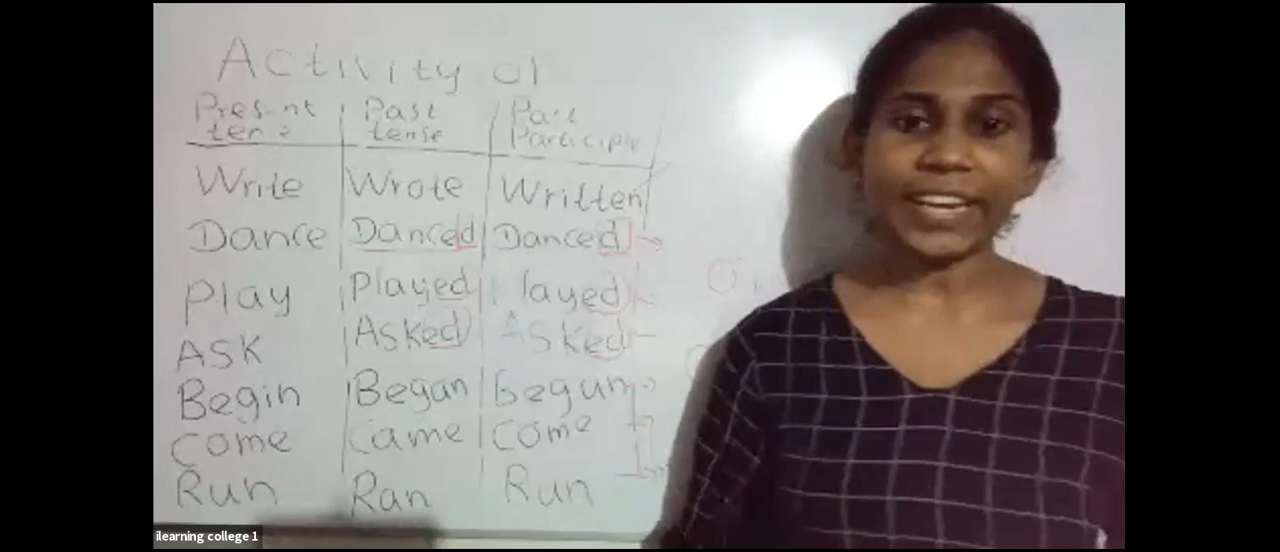 Activity 01
Present Past Past
tense tense Participle
Write Wrote Written
Dance Danced Danced
Play Played layed
ASK Asked Asked
Begin Began Begun
Come Came Come
Run Ran Run
ilearning college 1